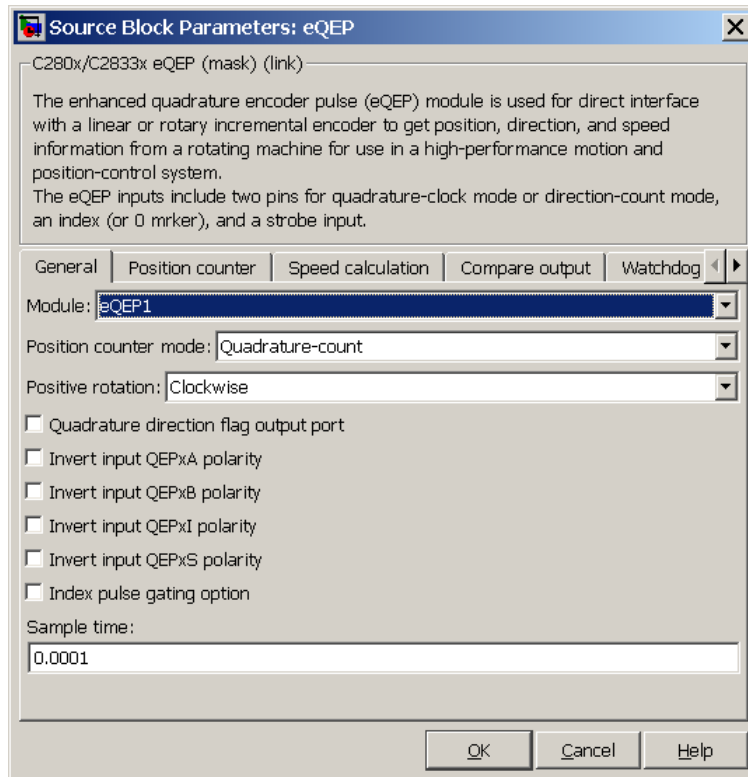 Source Block Parameters: eQEP
C280x/C2833x eQEP (mask) (link)
The enhanced quadrature encoder pulse (eQEP) module is used for direct interface
with a linear or rotary incremental encoder to get position, direction, and speed
information from a rotating machine for use in a high-performance motion and
position-control system.
The eQEP inputs include two pins for quadrature-clock mode or direction-count mode,
an index (or 0 mrker), and a strobe input.
General Position counter Speed calculation Compare output Watchdog
Module: eQEP1
Position counter mode: Quadrature-count
Positive rotation: Clockwise
Quadrature direction flag output port
Invert input QEPxA polarity
Invert input QEPxB polarity
Invert input QEPxI polarity
Invert input QEPxS polarity
Index pulse gating option
Sample time:
0.0001
OK Cancel Help